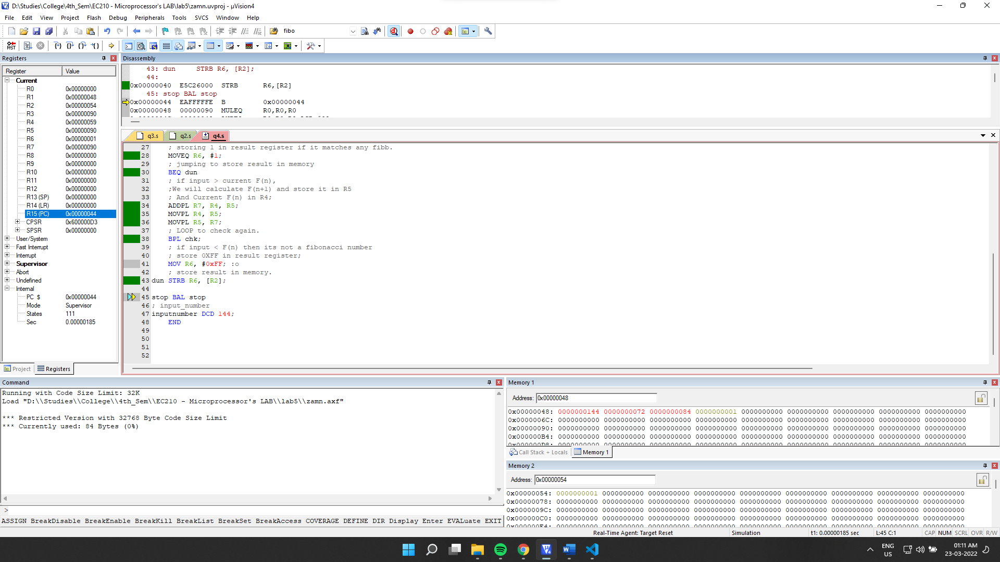 D:\Studies\College\4th_Sem\EC210 - Microprocessor's LAB\lab5\zamn.uvproj - µVision4
File Edit View Project Flash Debug Peripherals Tools SVCS Window Help
fibo
RST
Registers
Register Value
Current
R0 0x00000000
R1 0x00000048
R2 0x00000054
R3 0x00000090
R4 0x00000059
R5 0x00000090
R6 0x00000001
R7 0x00000090
R8 0x00000000
R9 0x00000000
R10 0x00000000
R11 0x00000000
R12 0x00000000
R13 (SP) 0x00000000
R14 (LR) 0x00000000
R15 (PC) 0x00000044
CPSR 0x600000D3
SPSR 0x00000000
User/System
Fast Interrupt
Interrupt
Supervisor
Abort
Undefined
Internal
PC $ 0x00000044
Mode Supervisor
States 111
Sec 0.00000185
Project Registers
Disassembly
43: dun STRB R6, [R2];
44:
0x00000040 E5C26000 STRB R6,[R2]
45: stop BAL stop
0x00000044 EAFFFFFE B 0x00000044
0x00000048 00000090 MULEQ R0,R0,R0
q3.s q2.s q4.s
27 ; storing 1 in result register if it matches any fibb.
28 MOVEQ R6, #1;
29 ; jumping to store result in memory
30 BEQ dun
31 ; if input > current F(n),
32 ;We will calculate F(n+1) and store it in R5
33 ; And Current F(n) in R4;
34 ADDPL R7, R4, R5;
35 MOVPL R4, R5;
36 MOVPL R5, R7;
37 ; LOOP to check again.
38 BPL chk;
39 ; if input < F(n) then its not a fibonacci number
40 ; store 0XFF in result register;
41 MOV R6, #0xFF; :o
42 ; store result in memory.
43 dun STRB R6, [R2];
44
45 stop BAL stop
46 ; input_number
47 inputnumber DCD 144;
48 END
49
50
51
52
Command
Running with Code Size Limit: 32K
Load "D:\\Studies\\College\\4th_Sem\\EC210 - Microprocessor's LAB\\lab5\\zamn.axf"
*** Restricted Version with 32768 Byte Code Size Limit
*** Currently used: 84 Bytes (0%)
>
ASSIGN BreakDisable BreakEnable BreakKill BreakList BreakSet BreakAccess COVERAGE DEFINE DIR Display Enter EVALuate EXIT
Memory 1
Address: 0x00000048
0x00000048: 0000000144 0000000072 0000000084 0000000001 0000000000 0000000000 0000000000 0000000000 0000000000
0x0000006C: 0000000000 0000000000 0000000000 0000000000 0000000000 0000000000 0000000000 0000000000 0000000000
0x00000090: 0000000000 0000000000 0000000000 0000000000 0000000000 0000000000 0000000000 0000000000 0000000000
0x000000B4: 0000000000 0000000000 0000000000 0000000000 0000000000 0000000000 0000000000 0000000000 0000000000
0x000000D8: 0000000000 0000000000 0000000000 0000000000 0000000000 0000000000 0000000000 0000000000 0000000000
Call Stack + Locals Memory 1
Memory 2
Address: 0x00000054
0x00000054: 0000000001 0000000000 0000000000 0000000000 0000000000 0000000000 0000000000 0000000000 0000000000
0x00000078: 0000000000 0000000000 0000000000 0000000000 0000000000 0000000000 0000000000 0000000000 0000000000
0x0000009C: 0000000000 0000000000 0000000000 0000000000 0000000000 0000000000 0000000000 0000000000 0000000000
0x000000C0: 0000000000 0000000000 0000000000 0000000000 0000000000 0000000000 0000000000 0000000000 0000000000
0x000000E4: 0000000000 0000000000 0000000000 0000000000 0000000000 0000000000 0000000000 0000000000 0000000000
Real-Time Agent: Target Reset Simulation t1: 0.00000185 sec L:45 C:1 CAP NUM SCRL OVR R/W
ENG
US
01:11 AM
23-03-2022